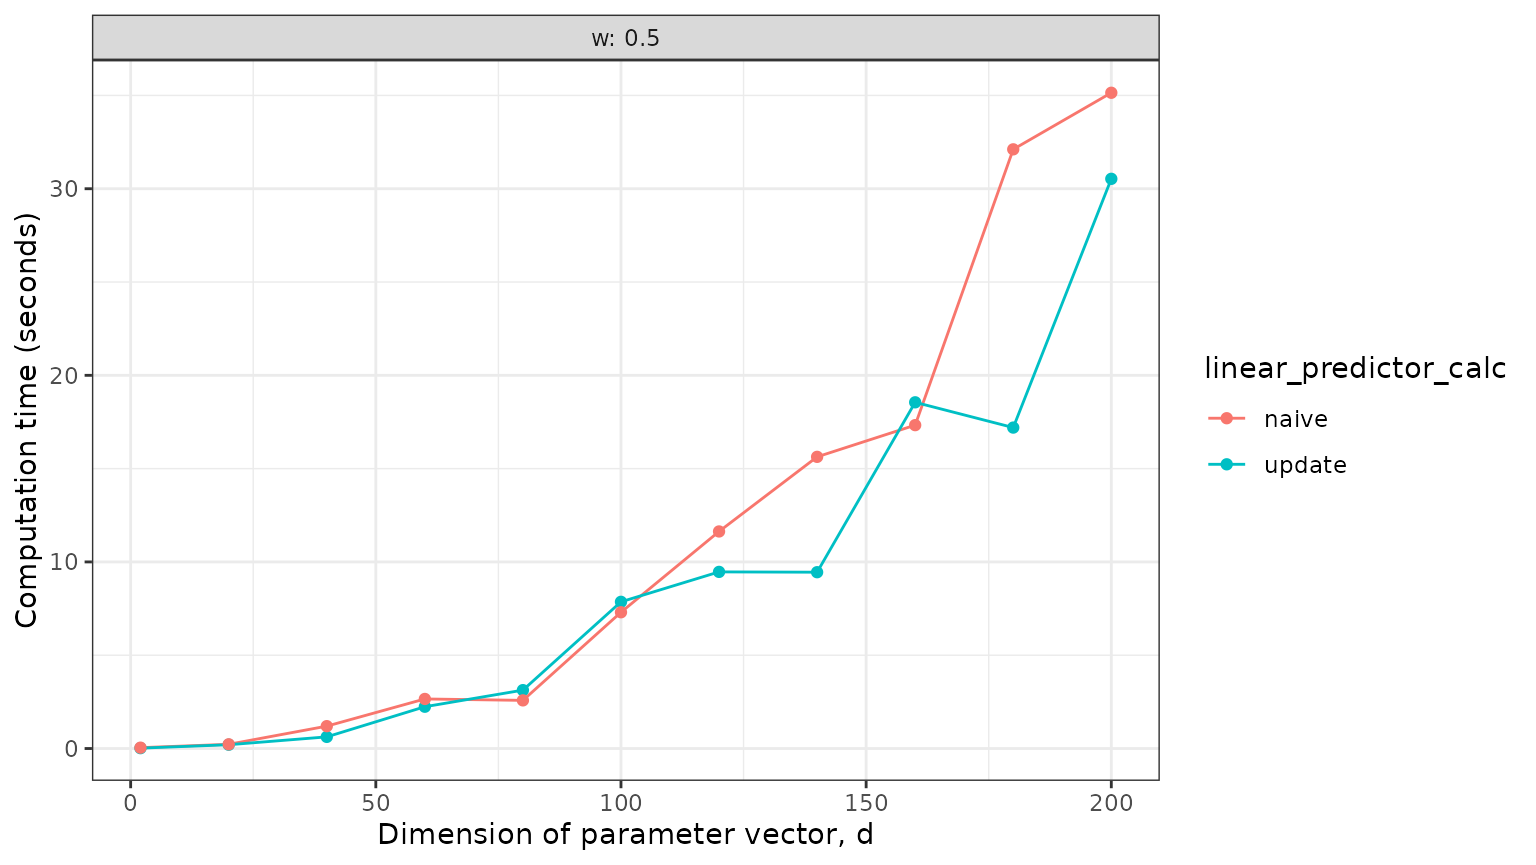 w: 0.5
30
20
10
0
Computation time (seconds)
0 50 100 150 200
Dimension of parameter vector, d
linear_predictor_calc
naive
update